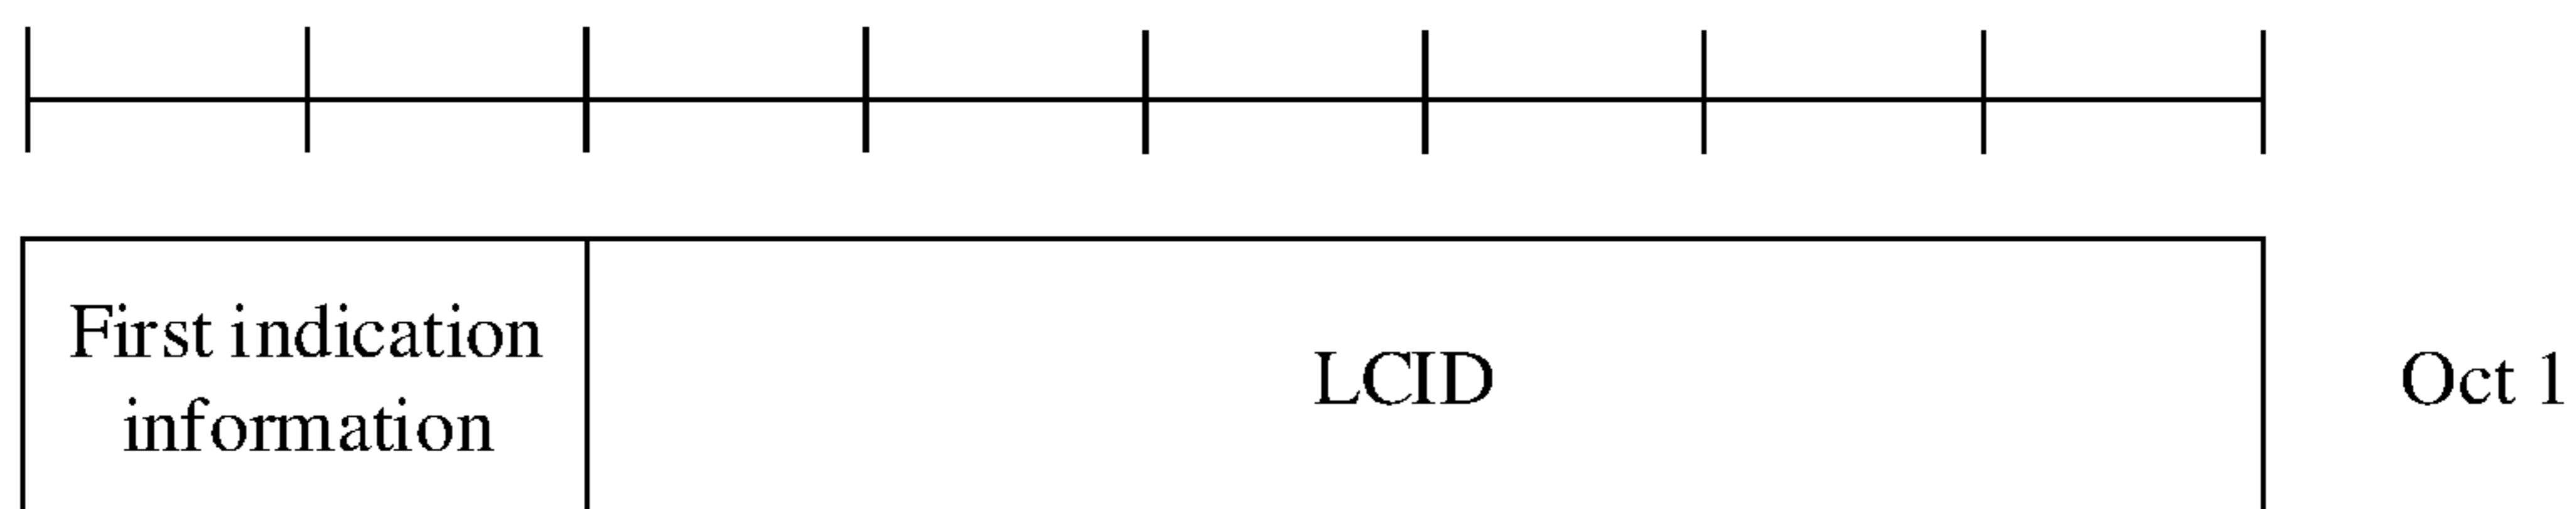 First indication
information
LCID
Oct 1